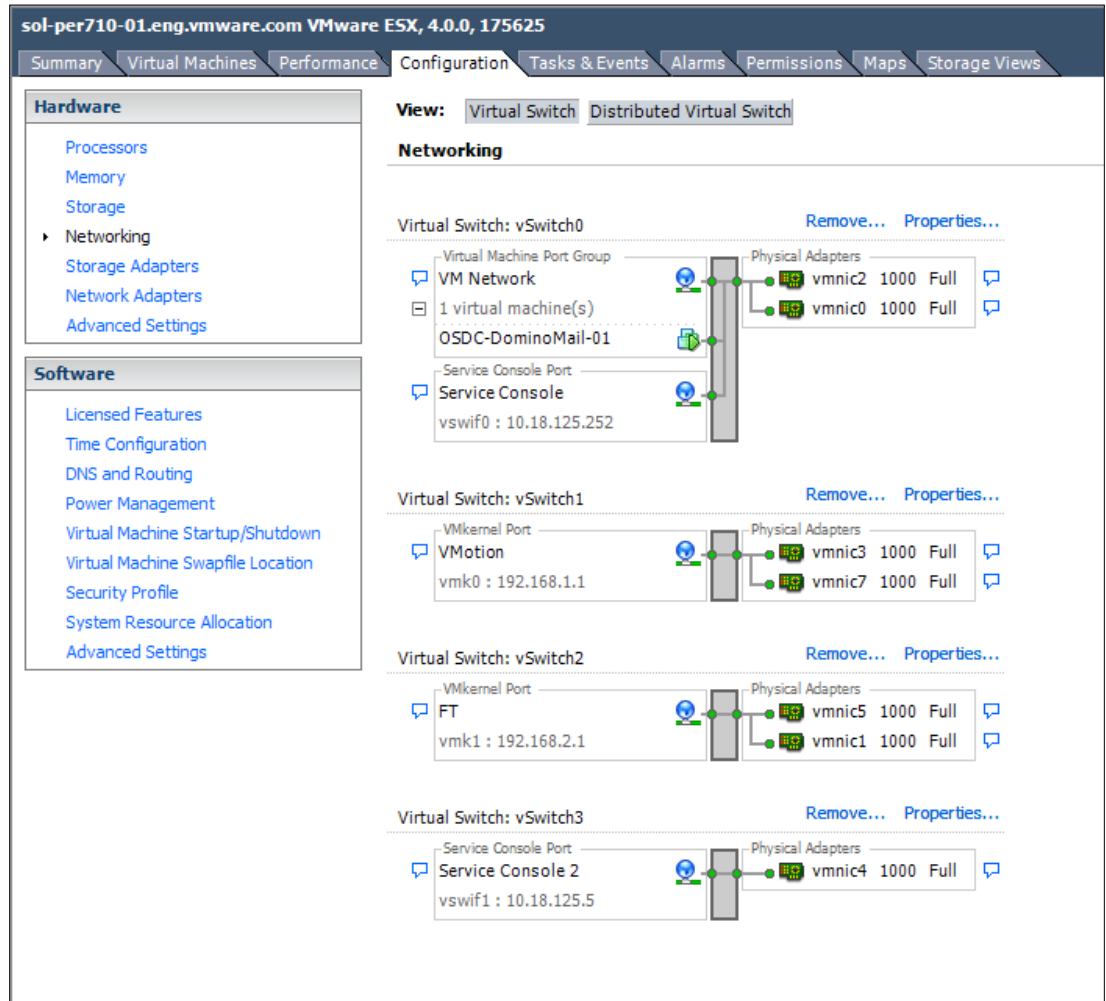 sol-per710-01.eng.vmware.com VMware ESX, 4.0.0, 175625
Summary Virtual Machines Performance Configuration Tasks & Events Alarms Permissions Maps Storage Views
Hardware
Processors
Memory
Storage
Networking
Storage Adapters
Network Adapters
Advanced Settings
Software
Licensed Features
Time Configuration
DNS and Routing
Power Management
Virtual Machine Startup/Shutdown
Virtual Machine Swapfile Location
Security Profile
System Resource Allocation
Advanced Settings
View: Virtual Switch Distributed Virtual Switch
Networking
Virtual Switch: vSwitch0 Remove... Properties...
Virtual Machine Port Group Physical Adapters
VM Network vmnic2 1000 Full
1 virtual machine(s) vmnic0 1000 Full
OSDC-DominoMail-01
Service Console Port
Service Console
vswif0 : 10.18.125.252
Virtual Switch: vSwitch1 Remove... Properties...
VMkernel Port Physical Adapters
VMotion vmnic3 1000 Full
vmk0 : 192.168.1.1 vmnic7 1000 Full
Virtual Switch: vSwitch2 Remove... Properties...
VMkernel Port Physical Adapters
FT vmnic5 1000 Full
vmk1 : 192.168.2.1 vmnic1 1000 Full
Virtual Switch: vSwitch3 Remove... Properties...
Service Console Port Physical Adapters
Service Console 2 vmnic4 1000 Full
vswif1 : 10.18.125.5